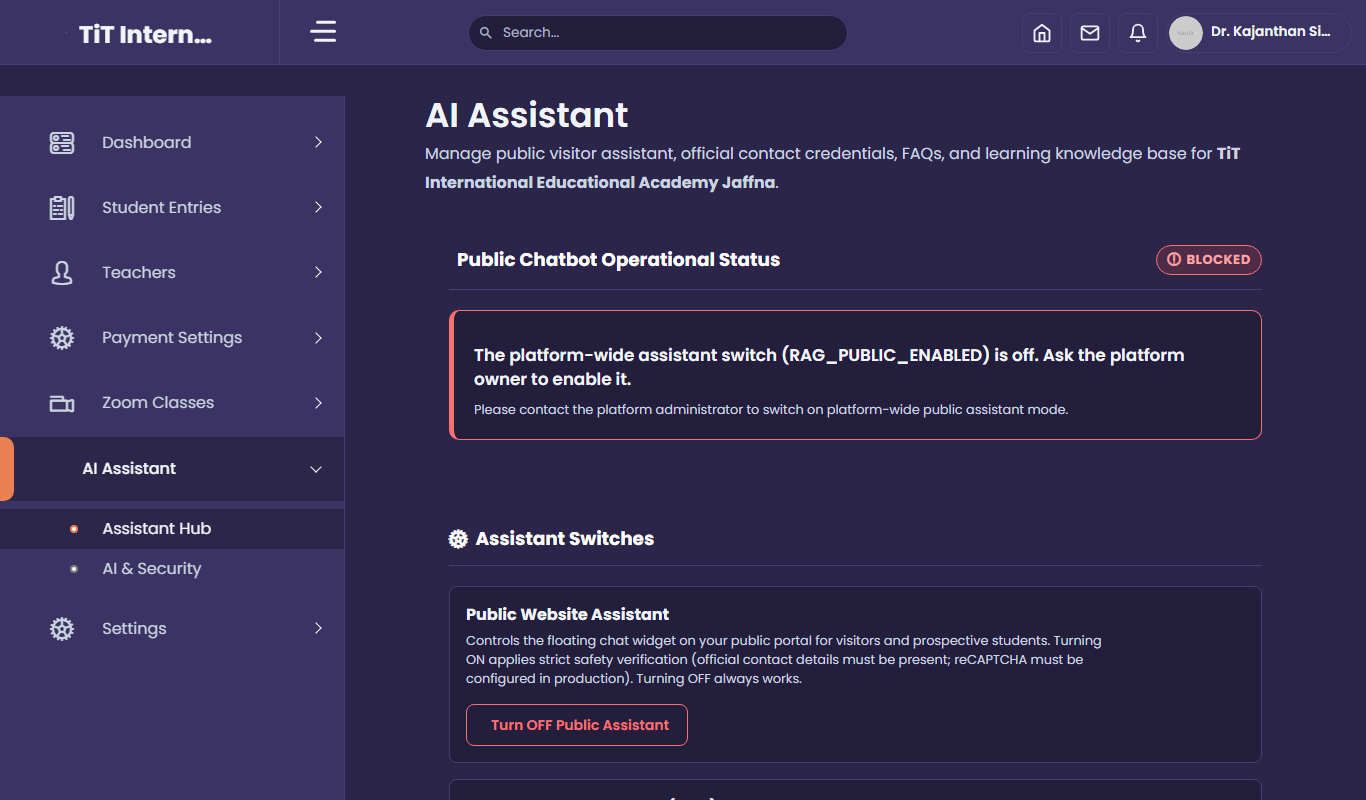 TiT Intern...
Search...
Dr. Kajanthan Si...
Dashboard
Student Entries
Teachers
Payment Settings
Zoom Classes
AI Assistant
Assistant Hub
AI & Security
Settings
AI Assistant
Manage public visitor assistant, official contact credentials, FAQs, and learning knowledge base for TiT
International Educational Academy Jaffna.
Public Chatbot Operational Status
BLOCKED
The platform-wide assistant switch (RAG_PUBLIC_ENABLED) is off. Ask the platform
owner to enable it.
Please contact the platform administrator to switch on platform-wide public assistant mode.
Assistant Switches
Public Website Assistant
Controls the floating chat widget on your public portal for visitors and prospective students. Turning
ON applies strict safety verification (official contact details must be present; reCAPTCHA must be
configured in production). Turning OFF always works.
Turn OFF Public Assistant